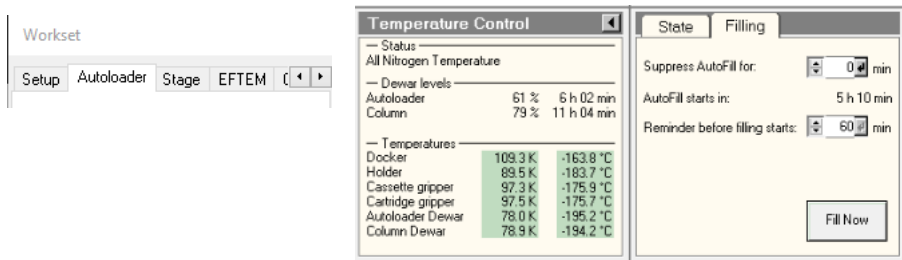 Workset
Setup Autoloader Stage EFTEM
Temperature Control
Status
All Nitrogen Temperature
Dewar levels
Autoloader 61 % 6 h 02 min
Column 79 % 11 h 04 min
Temperatures
Docker 109.3 K -163.8 °C
Holder 89.5 K -183.7 °C
Cassette gripper 97.3 K -175.9 °C
Cartridge gripper 97.5 K -175.7 °C
Autoloader Dewar 78.0 K -195.2 °C
Column Dewar 78.9 K -194.2 °C
State Filling
Suppress AutoFill for: 0 min
AutoFill starts in: 5 h 10 min
Reminder before filling starts: 60 min
Fill Now